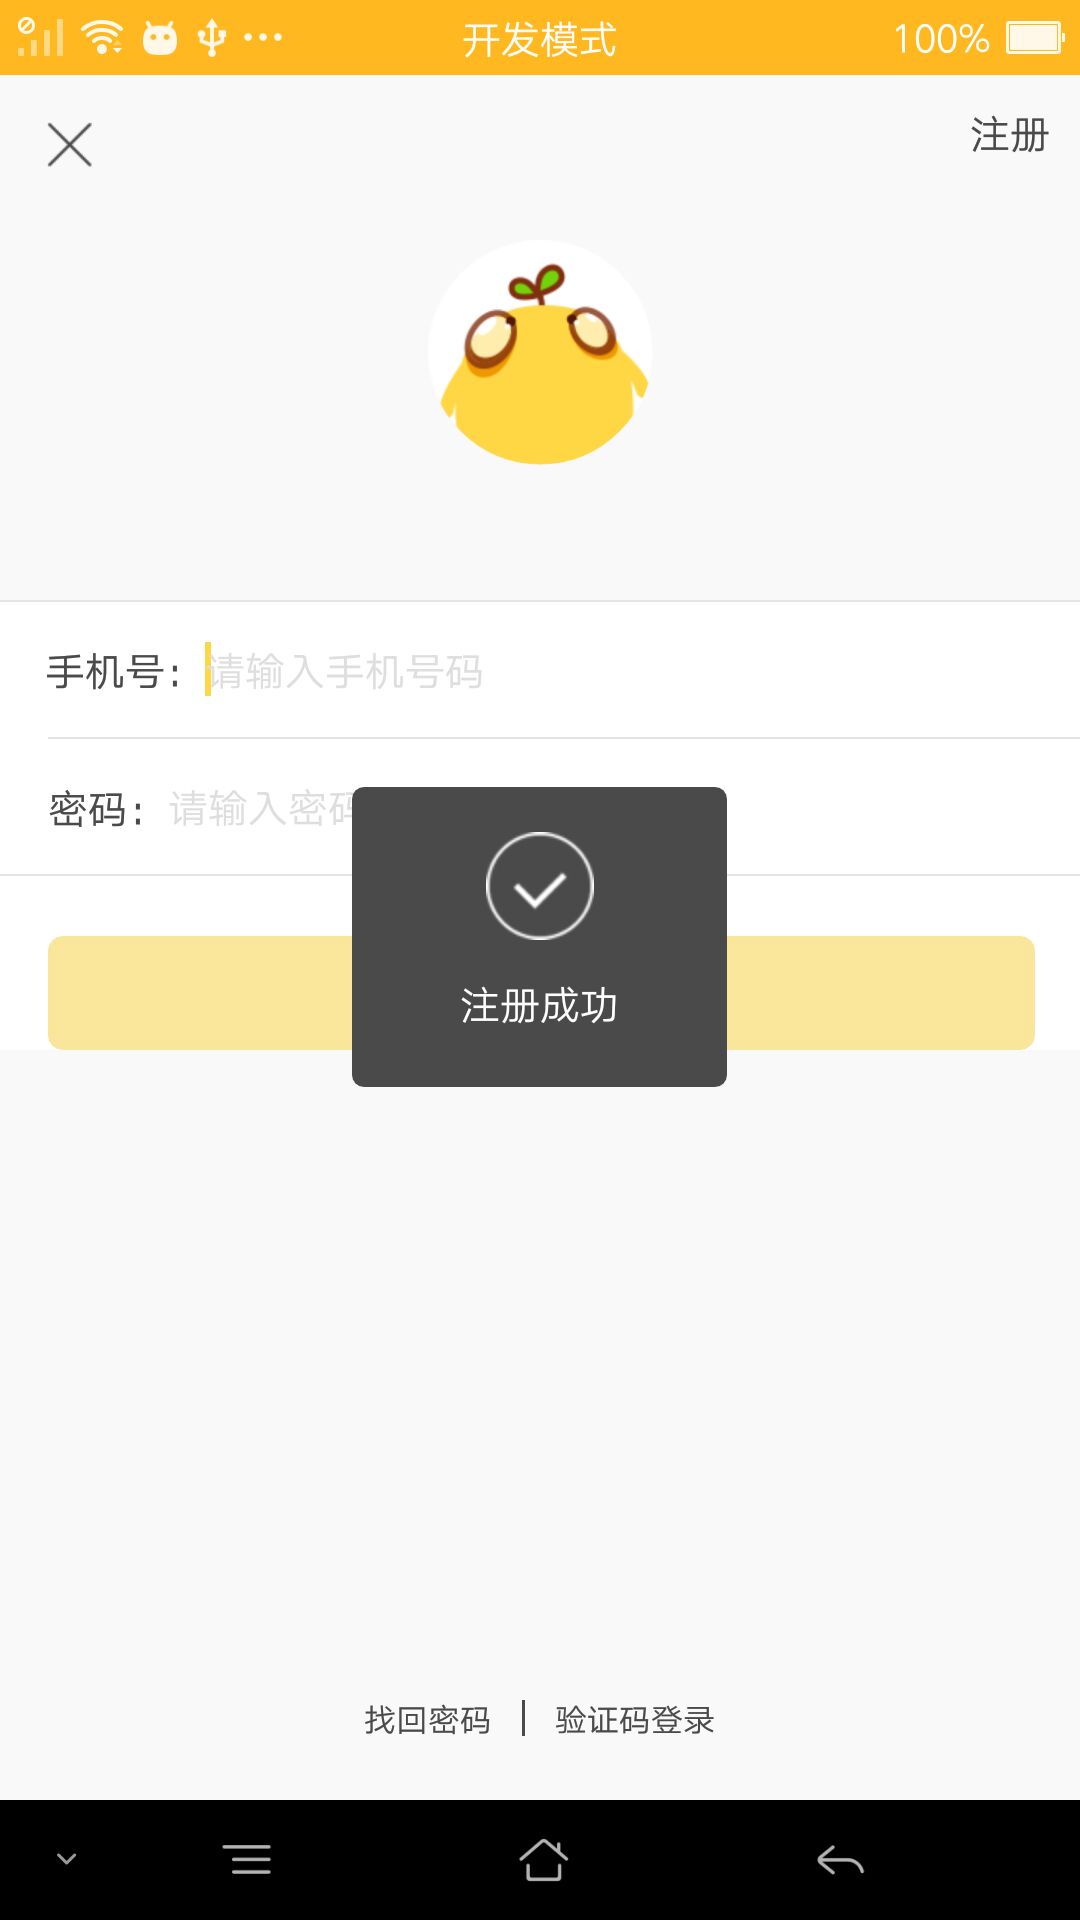 开发模式 100%
注册
手机号: 请输入手机号码
密码: 请输入密码
注册成功
找回密码 | 验证码登录